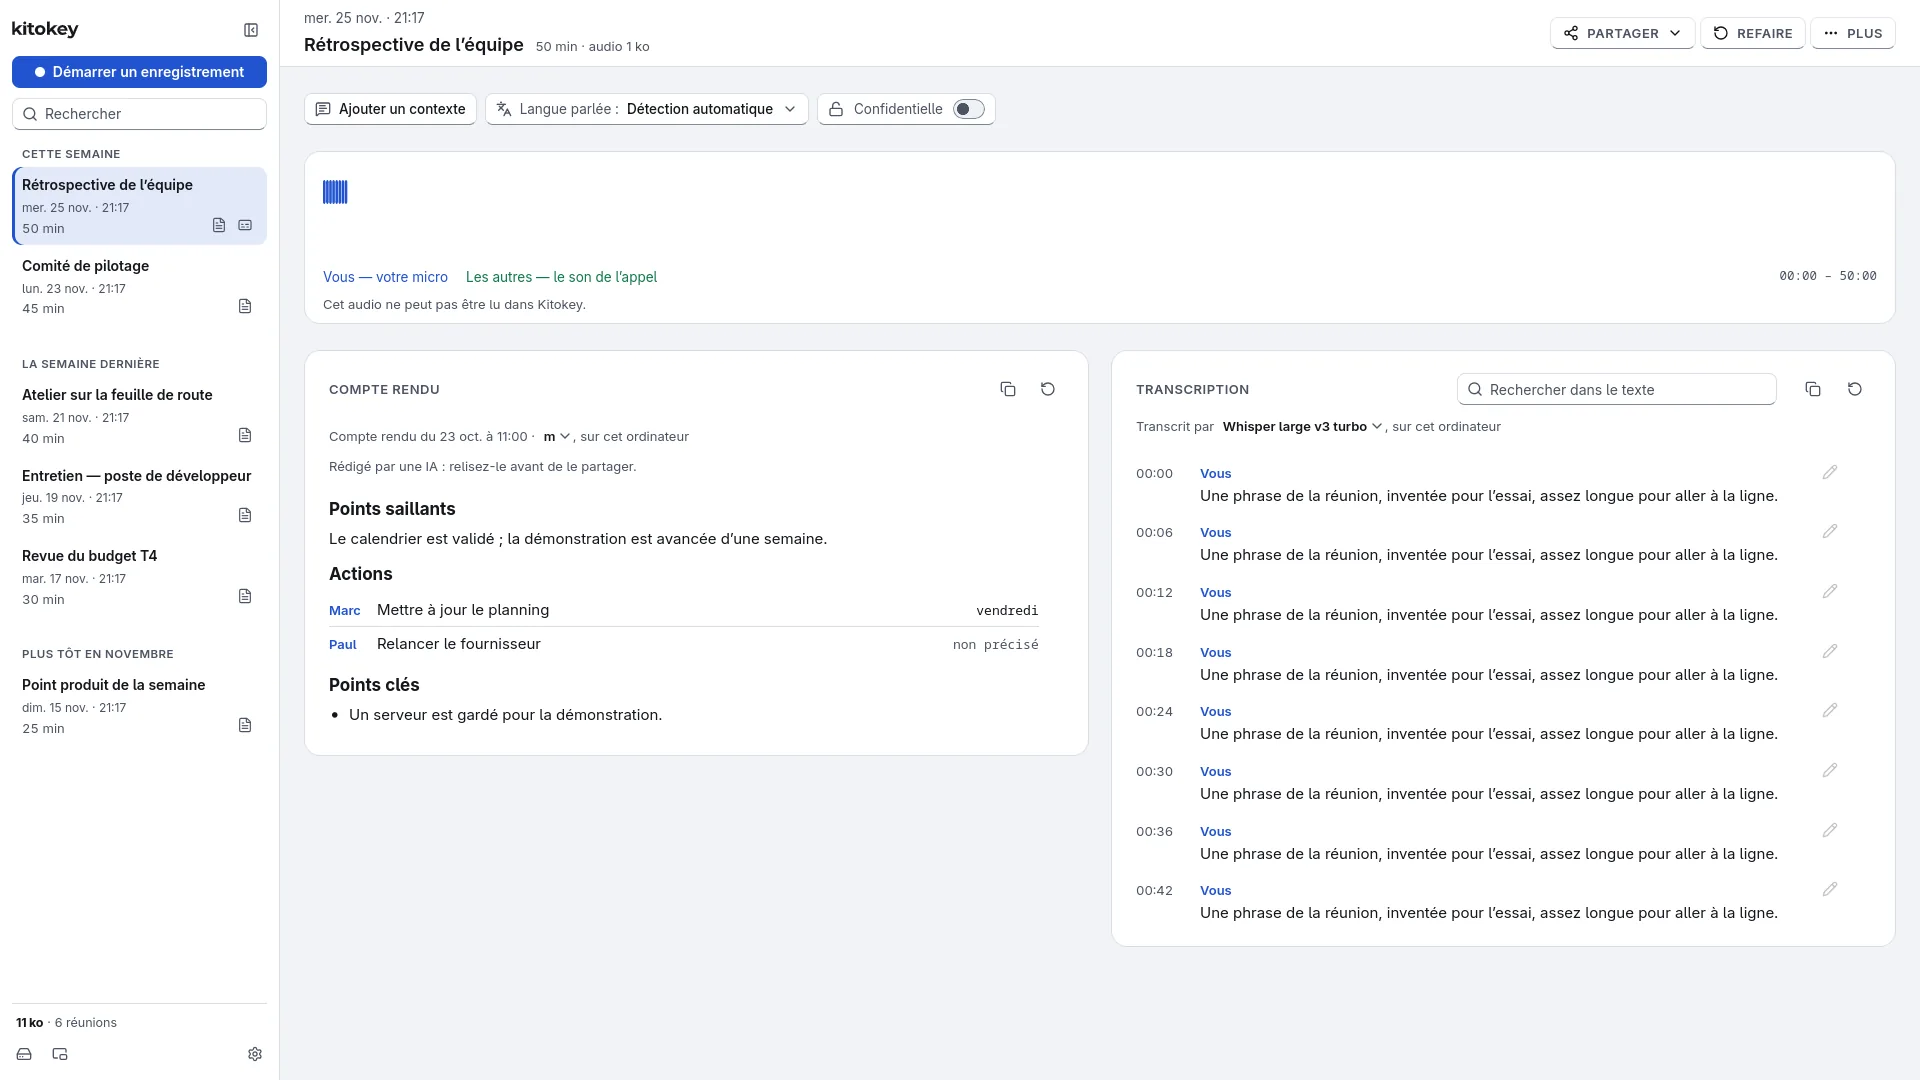 kitokey
Démarrer un enregistrement
Rechercher
CETTE SEMAINE
Rétrospective de l’équipe
mer. 25 nov. · 21:17
50 min
Comité de pilotage
lun. 23 nov. · 21:17
45 min
LA SEMAINE DERNIÈRE
Atelier sur la feuille de route
sam. 21 nov. · 21:17
40 min
Entretien — poste de développeur
jeu. 19 nov. · 21:17
35 min
Revue du budget T4
mar. 17 nov. · 21:17
30 min
PLUS TÔT EN NOVEMBRE
Point produit de la semaine
dim. 15 nov. · 21:17
25 min
11 ko · 6 réunions
mer. 25 nov. · 21:17
Rétrospective de l’équipe 50 min · audio 1 ko
PARTAGER
REFAIRE
PLUS
Ajouter un contexte
Langue parlée : Détection automatique
Confidentielle
Vous — votre micro Les autres — le son de l’appel
00:00 – 50:00
Cet audio ne peut pas être lu dans Kitokey.
COMPTE RENDU
Compte rendu du 23 oct. à 11:00 · m , sur cet ordinateur
Rédigé par une IA : relisez-le avant de le partager.
Points saillants
Le calendrier est validé ; la démonstration est avancée d’une semaine.
Actions
Marc Mettre à jour le planning vendredi
Paul Relancer le fournisseur non précisé
Points clés
• Un serveur est gardé pour la démonstration.
TRANSCRIPTION
Rechercher dans le texte
Transcrit par Whisper large v3 turbo , sur cet ordinateur
00:00 Vous
Une phrase de la réunion, inventée pour l’essai, assez longue pour aller à la ligne.
00:06 Vous
Une phrase de la réunion, inventée pour l’essai, assez longue pour aller à la ligne.
00:12 Vous
Une phrase de la réunion, inventée pour l’essai, assez longue pour aller à la ligne.
00:18 Vous
Une phrase de la réunion, inventée pour l’essai, assez longue pour aller à la ligne.
00:24 Vous
Une phrase de la réunion, inventée pour l’essai, assez longue pour aller à la ligne.
00:30 Vous
Une phrase de la réunion, inventée pour l’essai, assez longue pour aller à la ligne.
00:36 Vous
Une phrase de la réunion, inventée pour l’essai, assez longue pour aller à la ligne.
00:42 Vous
Une phrase de la réunion, inventée pour l’essai, assez longue pour aller à la ligne.